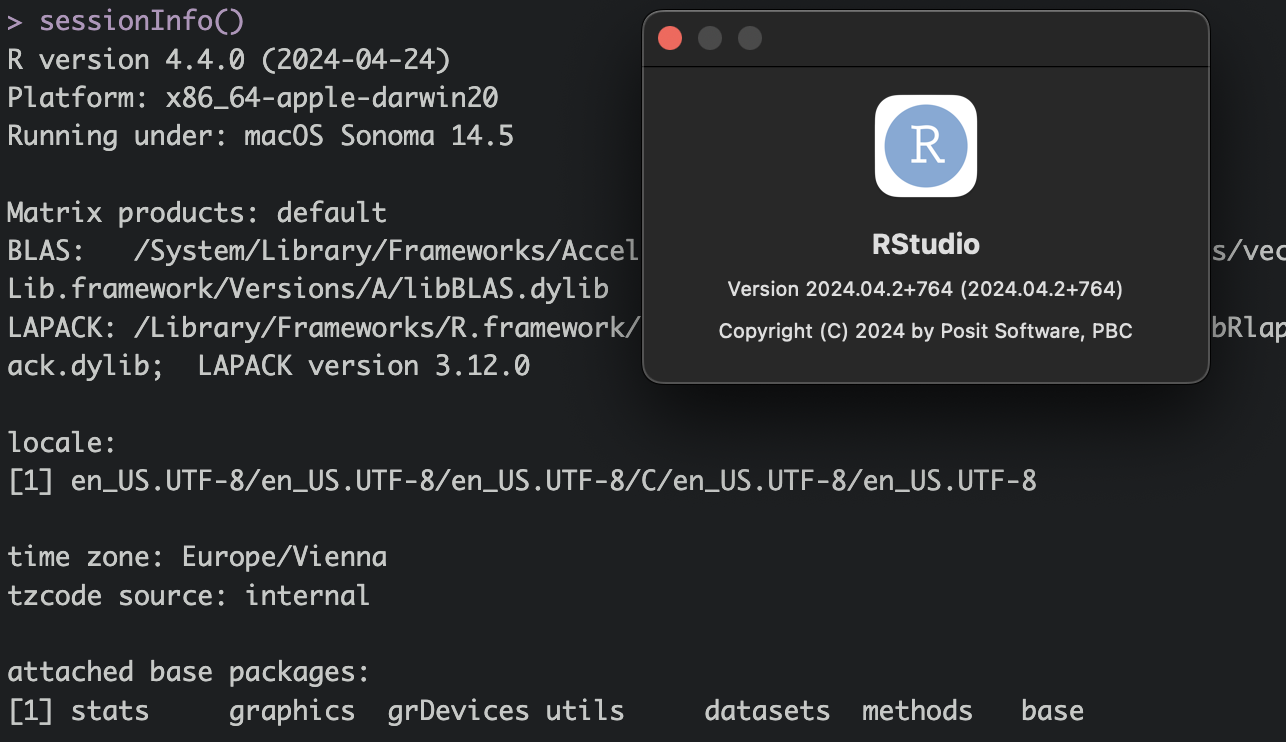 > sessionInfo()
R version 4.4.0 (2024-04-24)
Platform: x86_64-apple-darwin20
Running under: macOS Sonoma 14.5
Matrix products: default
BLAS:   /System/Library/Frameworks/Accel s/vec
Lib.framework/Versions/A/libBLAS.dylib
LAPACK: /Library/Frameworks/R.framework/ bRlap
ack.dylib;  LAPACK version 3.12.0
locale:
[1] en_US.UTF-8/en_US.UTF-8/en_US.UTF-8/C/en_US.UTF-8/en_US.UTF-8
time zone: Europe/Vienna
tzcode source: internal
attached base packages:
[1] stats     graphics  grDevices utils     datasets  methods   base
R
RStudio
Version 2024.04.2+764 (2024.04.2+764)
Copyright (C) 2024 by Posit Software, PBC